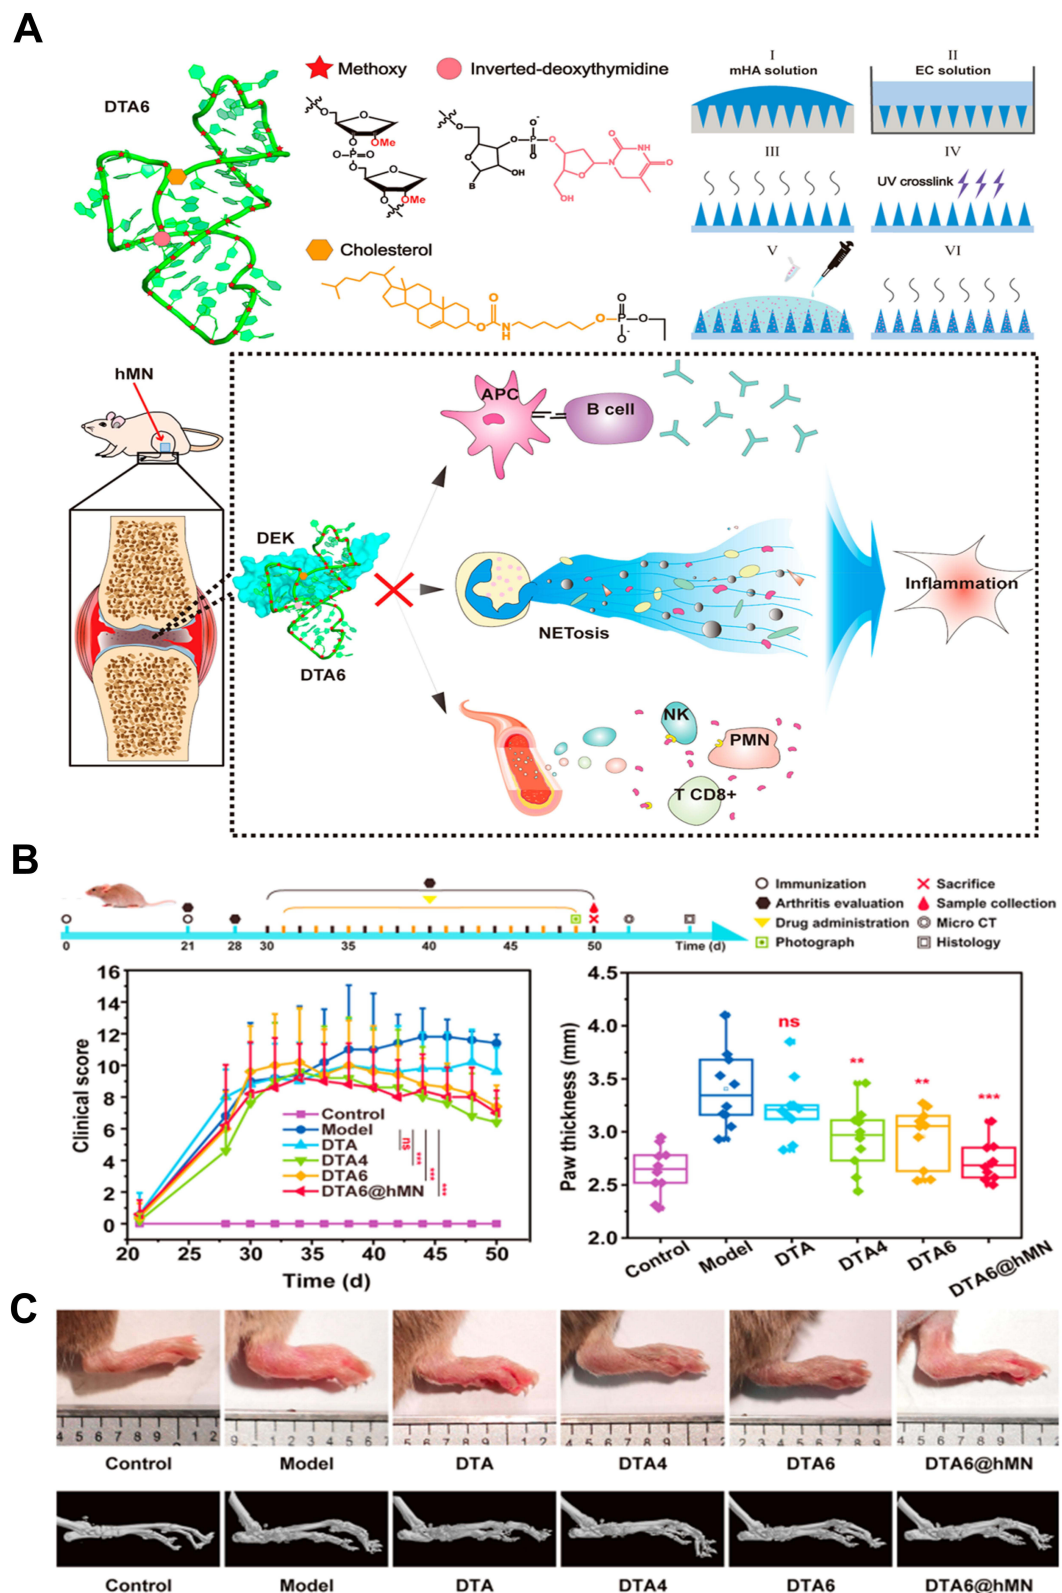 A
DTA6
Methoxy
Inverted-deoxythymidine
OMe
OMe
OH
OH
B
Cholesterol
I
mHA solution
II
EC solution
III
IV
UV crosslink
V
VI
hMN
APC
B cell
DEK
DTA6
NETosis
Inflammation
NK
PMN
T CD8+
B
0 21 28 30 35 40 45 50 Time (d)
Immunization
Sacrifice
Arthritis evaluation
Sample collection
Drug administration
Micro CT
Photograph
Histology
Clinical score
16
14
12
10
8
6
4
2
0
20 25 30 35 40 45 50
Time (d)
Control
Model
DTA
DTA4
DTA6
DTA6@hMN
ns
***
***
***
Paw thickness (mm)
4.5
4.0
3.5
3.0
2.5
2.0
ns
**
**
***
Control
Model
DTA
DTA4
DTA6
DTA6@hMN
C
Control Model DTA DTA4 DTA6 DTA6@hMN
Control Model DTA DTA4 DTA6 DTA6@hMN